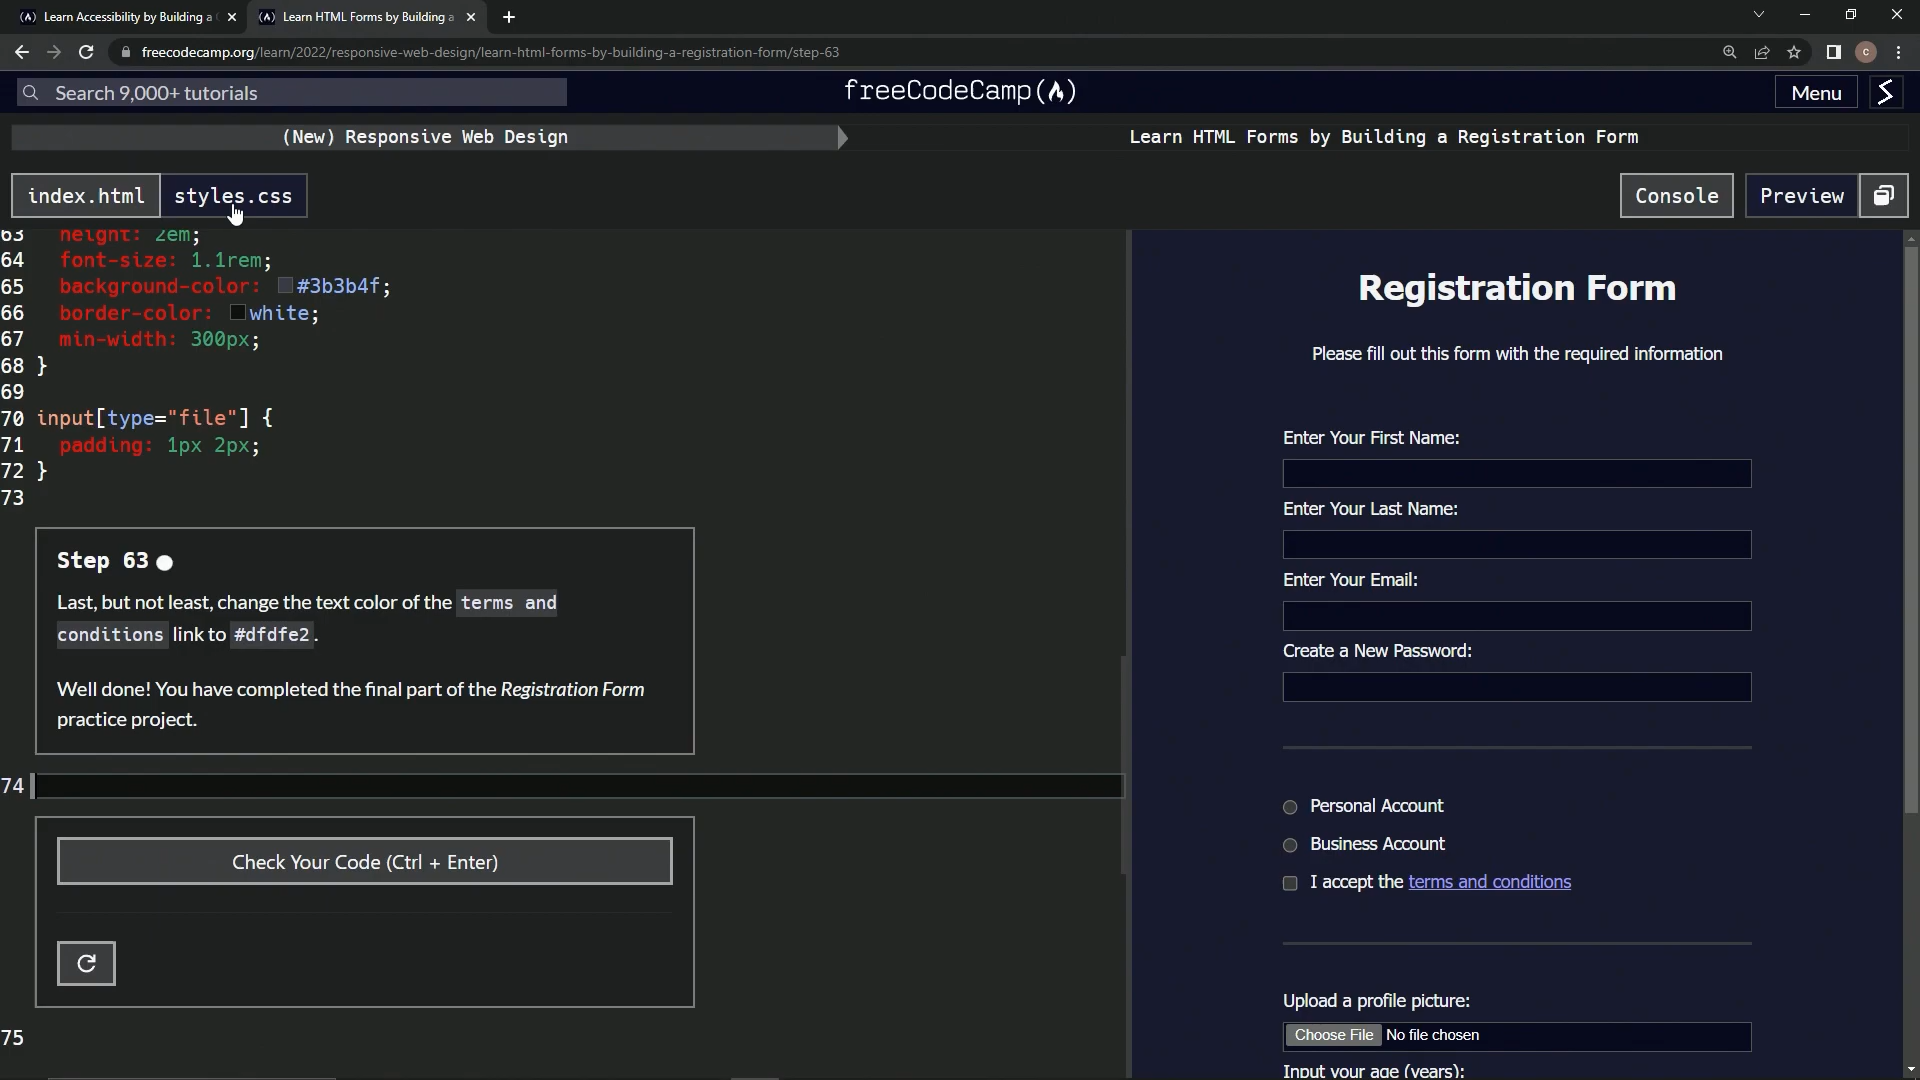 Learn Accessibility by Building a
Learn HTML Forms by Building a
freecodecamp.org/learn/2022/responsive-web-design/learn-html-forms-by-building-a-registration-form/step-63
C
Search 9,000+ tutorials
freeCodeCamp
Menu
(New) Responsive Web Design
Learn HTML Forms by Building a Registration Form
index.html
styles.css
Console
Preview
63 height: 2em;
64 font-size: 1.1rem;
65 background-color: #3b3b4f;
66 border-color: white;
67 min-width: 300px;
68 }
69
70 input[type="file"] {
71 padding: 1px 2px;
72 }
73
Step 63
Last, but not least, change the text color of the terms and
conditions link to #dfdfe2.
Well done! You have completed the final part of the Registration Form
practice project.
74
Check Your Code (Ctrl + Enter)
75
Registration Form
Please fill out this form with the required information
Enter Your First Name:
Enter Your Last Name:
Enter Your Email:
Create a New Password:
Personal Account
Business Account
I accept the terms and conditions
Upload a profile picture:
Choose File No file chosen
Input your age (years):